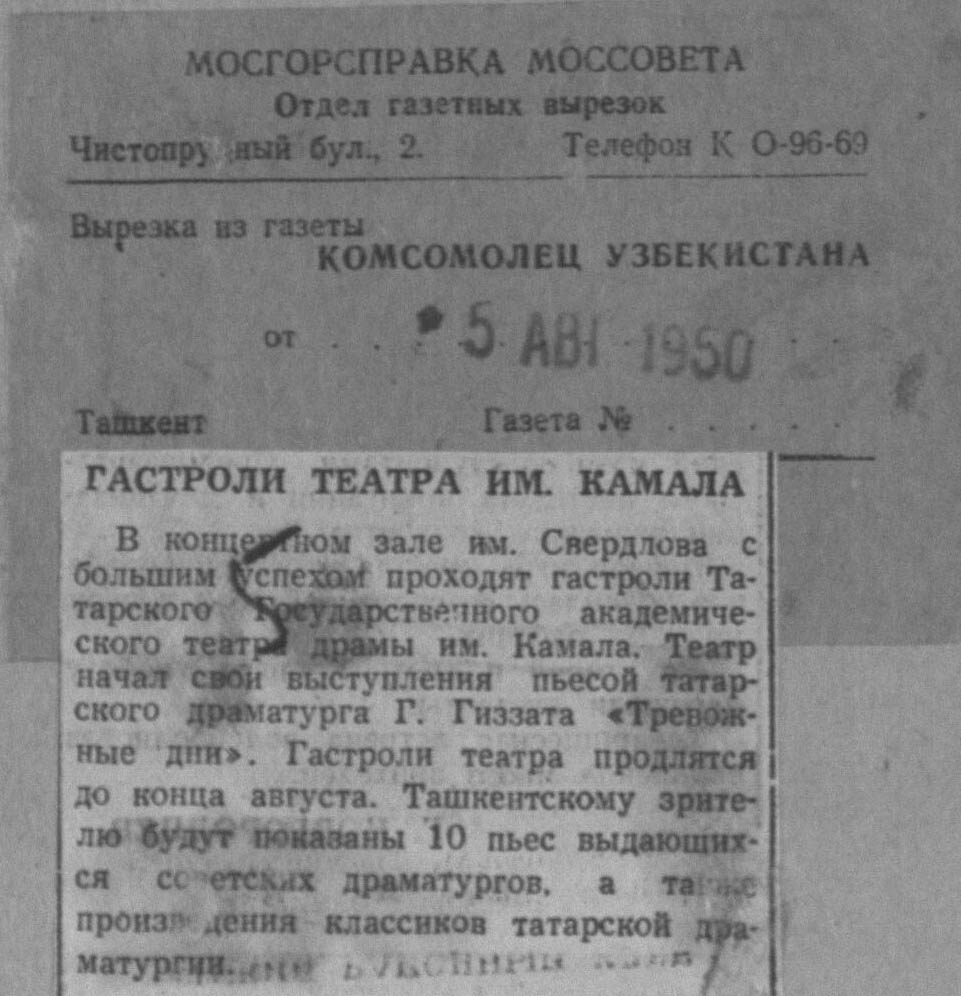 МОСГОРСПРАВКА МОССОВЕТА
Отдел газетных вырезок
Чистопрудный бул., 2. Телефон К 0-96-69
Вырезка из газеты
КОМСОМОЛЕЦ УЗБЕКИСТАНА
от . . 5 АВГ 1950 . .
Ташкент Газета № . . . . .
ГАСТРОЛИ ТЕАТРА ИМ. КАМАЛА
В концертном зале им. Свердлова с
большим успехом проходят гастроли Та-
тарского Государственного академиче-
ского театра драмы им. Камала. Театр
начал свои выступления пьесой татар-
ского драматурга Г. Гиззата «Тревож-
ные дни». Гастроли театра продлятся
до конца августа. Ташкентскому зрите-
лю будут показаны 10 пьес выдающих-
ся советских драматургов, а также
произведения классиков татарской дра-
матургии.